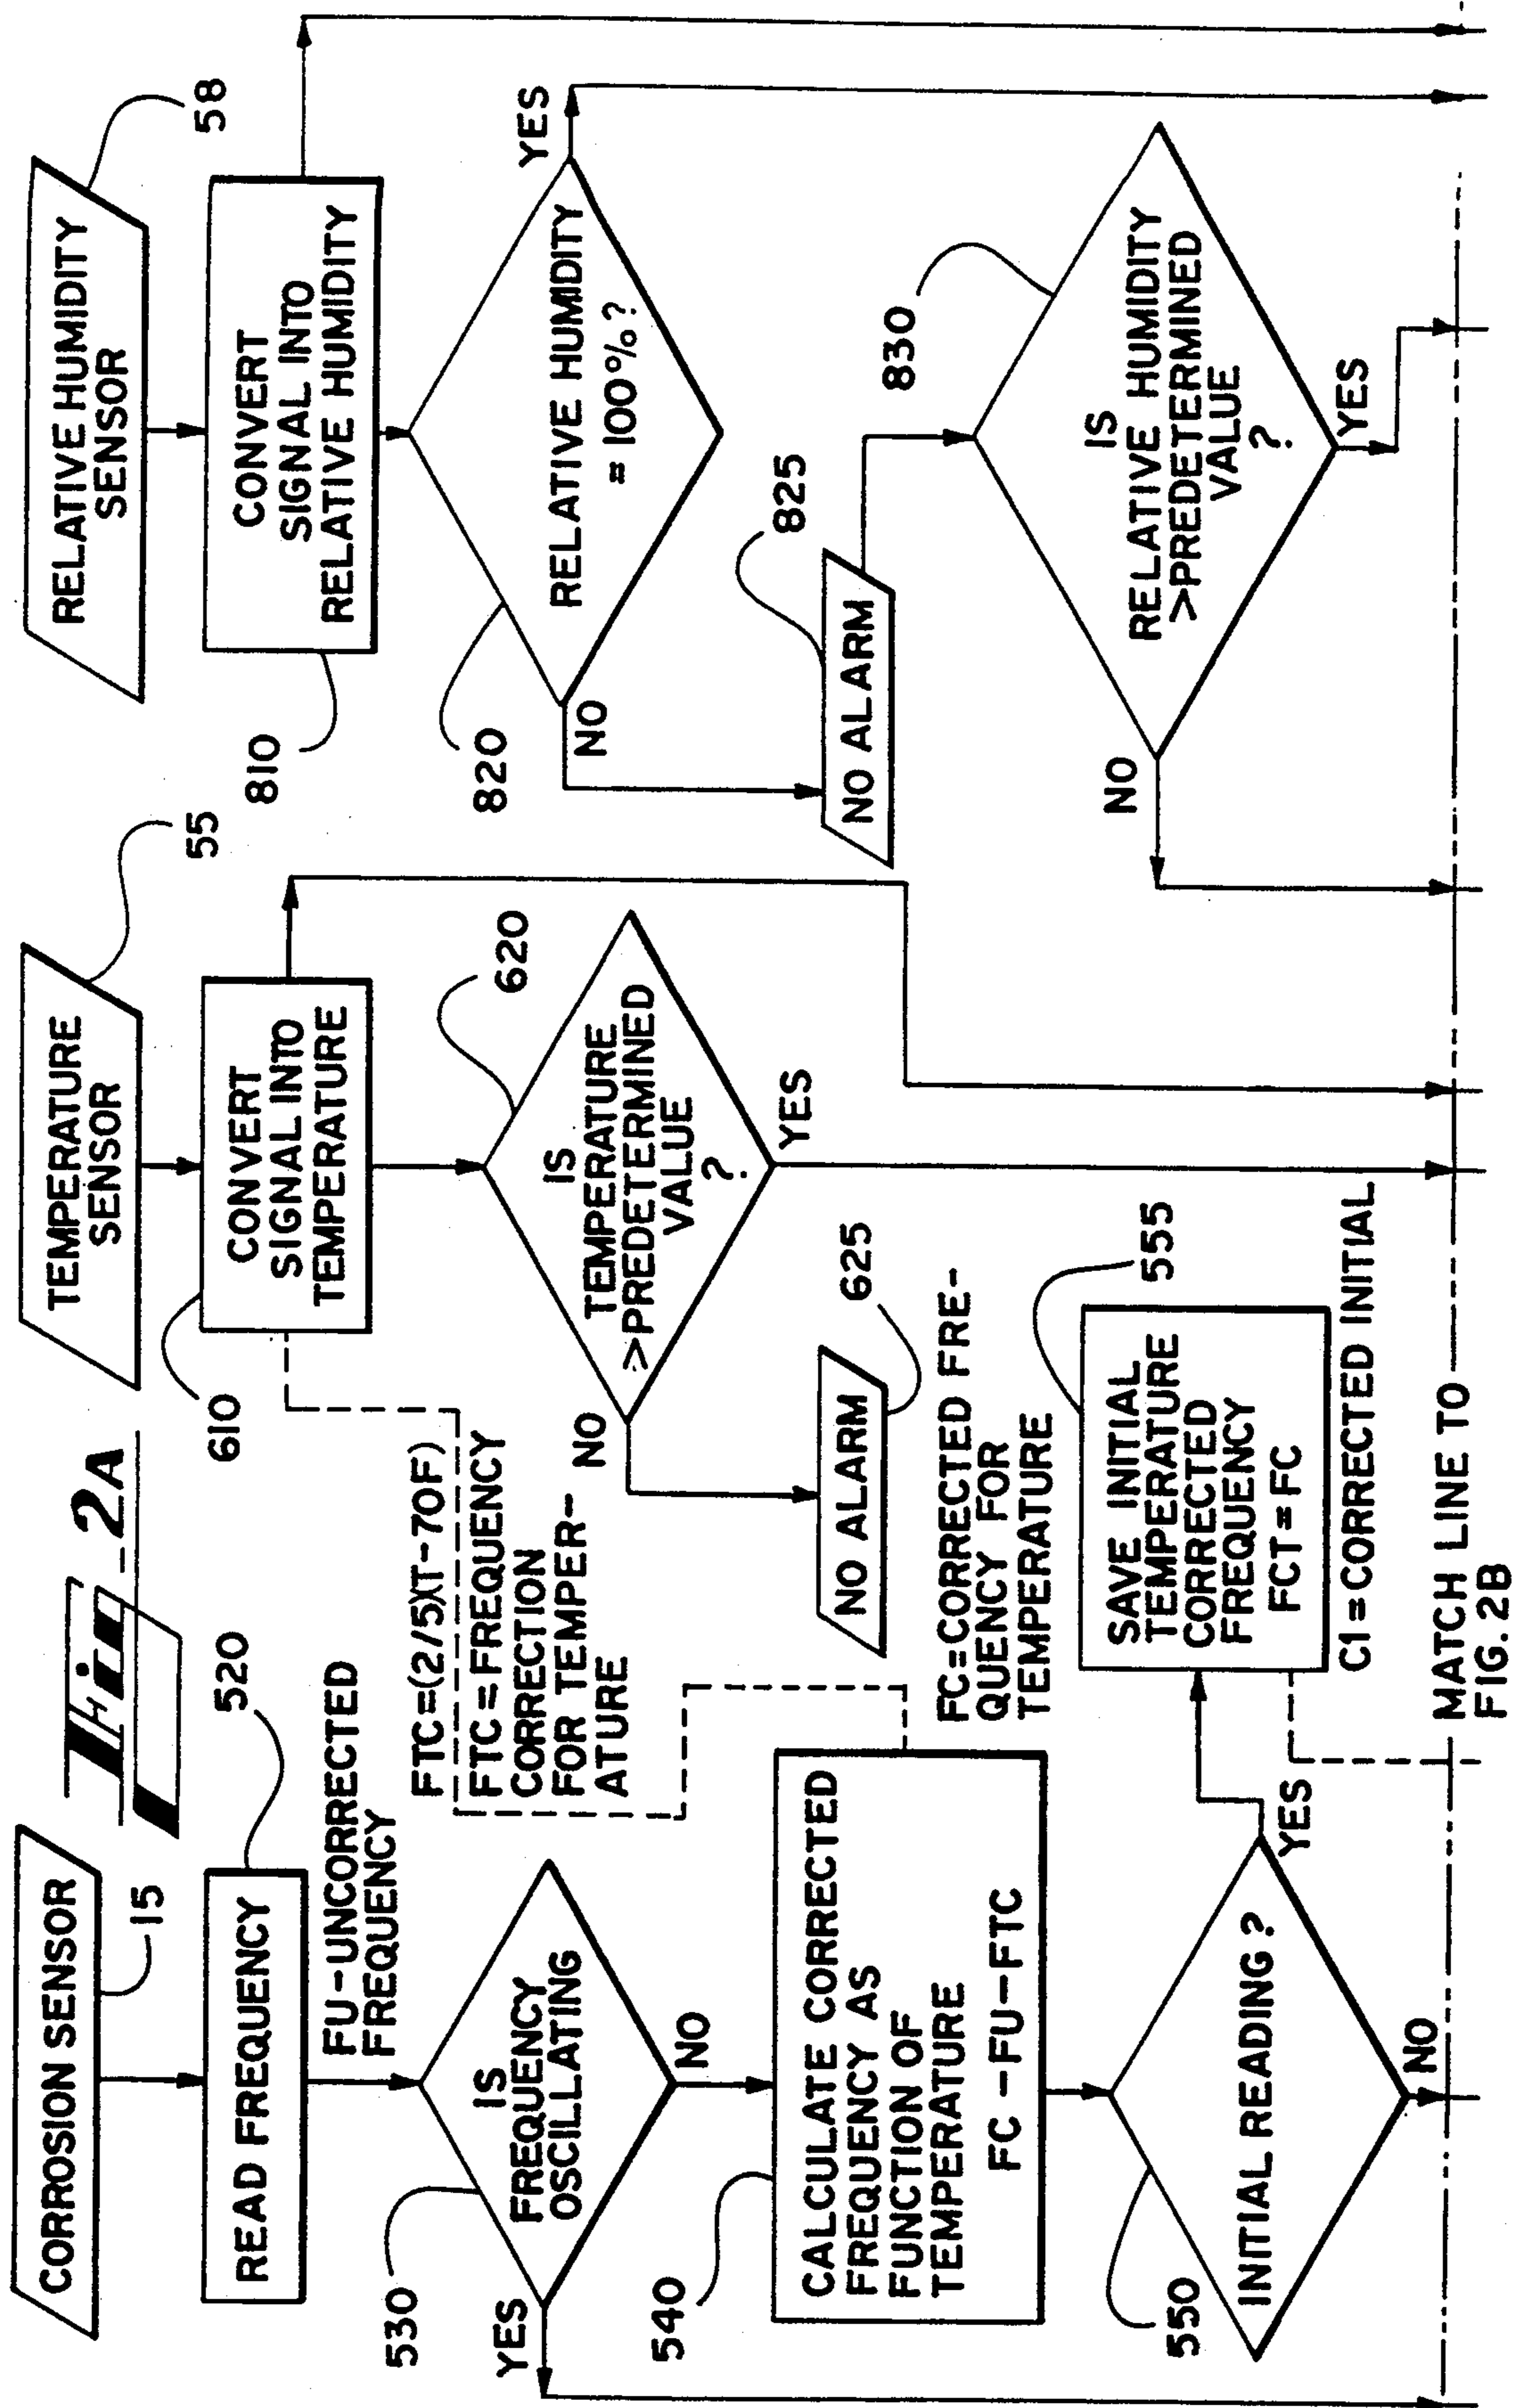 Fig_2A
CORROSION SENSOR
15
READ FREQUENCY
520
FU-UNCORRECTED
FREQUENCY
IS
FREQUENCY
OSCILLATING
530
YES
NO
CALCULATE CORRECTED
FREQUENCY AS
FUNCTION OF
TEMPERATURE
FC -FU-FTC
540
INITIAL READING?
550
YES
NO
FTC=(2/5)(T-70F)
FTC=FREQUENCY
CORRECTION
FOR TEMPER-
ATURE
FC=CORRECTED FRE-
QUENCY FOR
TEMPERATURE
SAVE INITIAL
TEMPERATURE
CORRECTED
FREQUENCY
FCT=FC
555
C1=CORRECTED INITIAL
MATCH LINE TO
FIG. 2B
TEMPERATURE
SENSOR
55
CONVERT
SIGNAL INTO
TEMPERATURE
610
IS
TEMPERATURE
>PREDETERMINED
VALUE
?
620
NO
YES
NO ALARM
625
RELATIVE HUMIDITY
SENSOR
58
CONVERT
SIGNAL INTO
RELATIVE HUMIDITY
810
RELATIVE HUMIDITY
= 100%?
820
YES
NO
NO ALARM
825
IS
RELATIVE HUMIDITY
>PREDETERMINED
VALUE
?
830
NO
YES